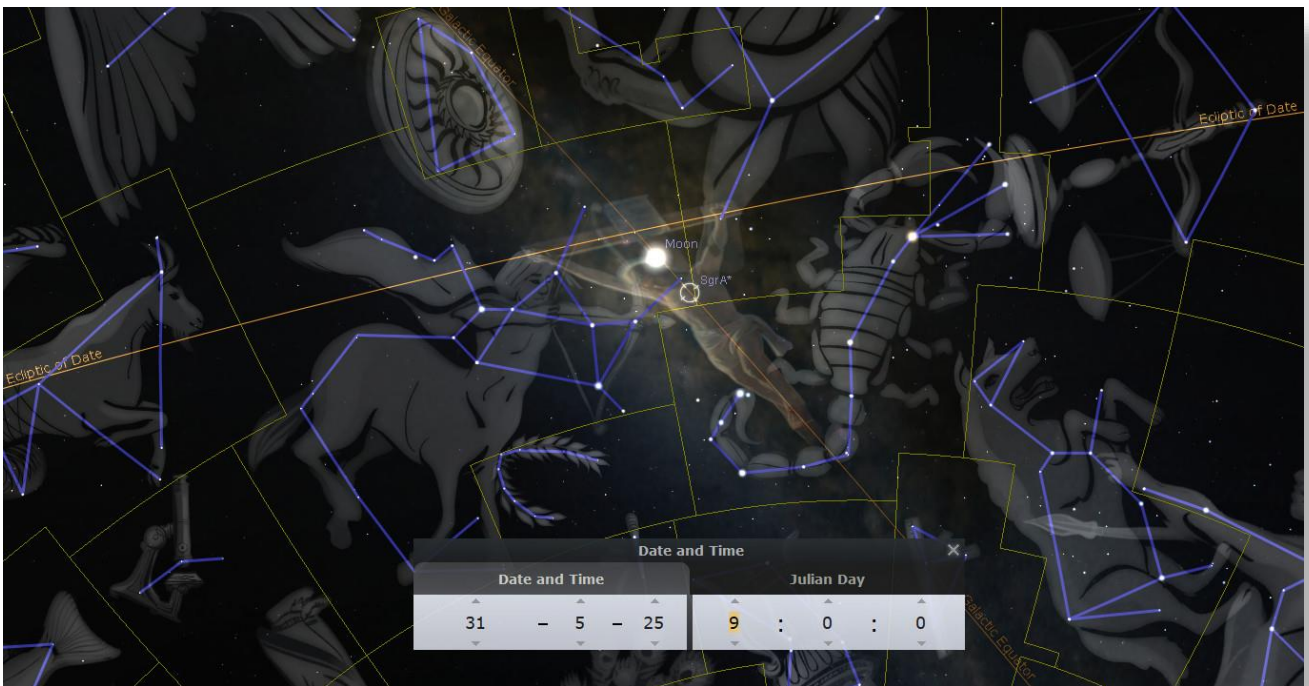 Galactic Equator
Ecliptic of Date
Moon
SgrA*
Ecliptic of Date
Date and Time ×
Date and Time Julian Day
31 - 5 - 25 9 : 0 : 0
Galactic Equator